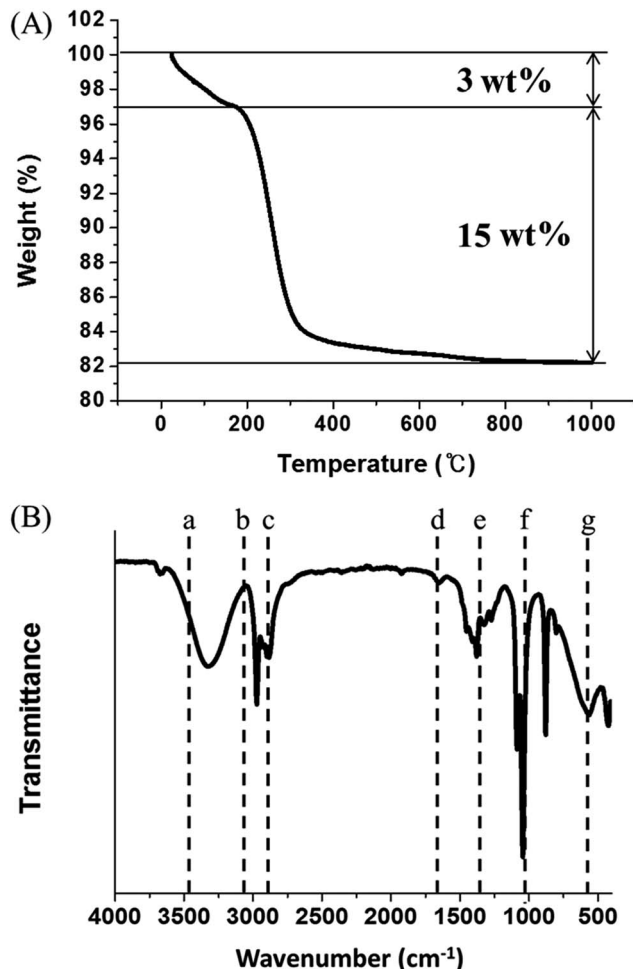 (A)
102
100
98
96
94
92
90
88
86
84
82
80
3 wt%
15 wt%
Weight (%)
0 200 400 600 800 1000
Temperature (℃)
(B)
a b c d e f g
Transmittance
4000 3500 3000 2500 2000 1500 1000 500
Wavenumber (cm⁻¹)